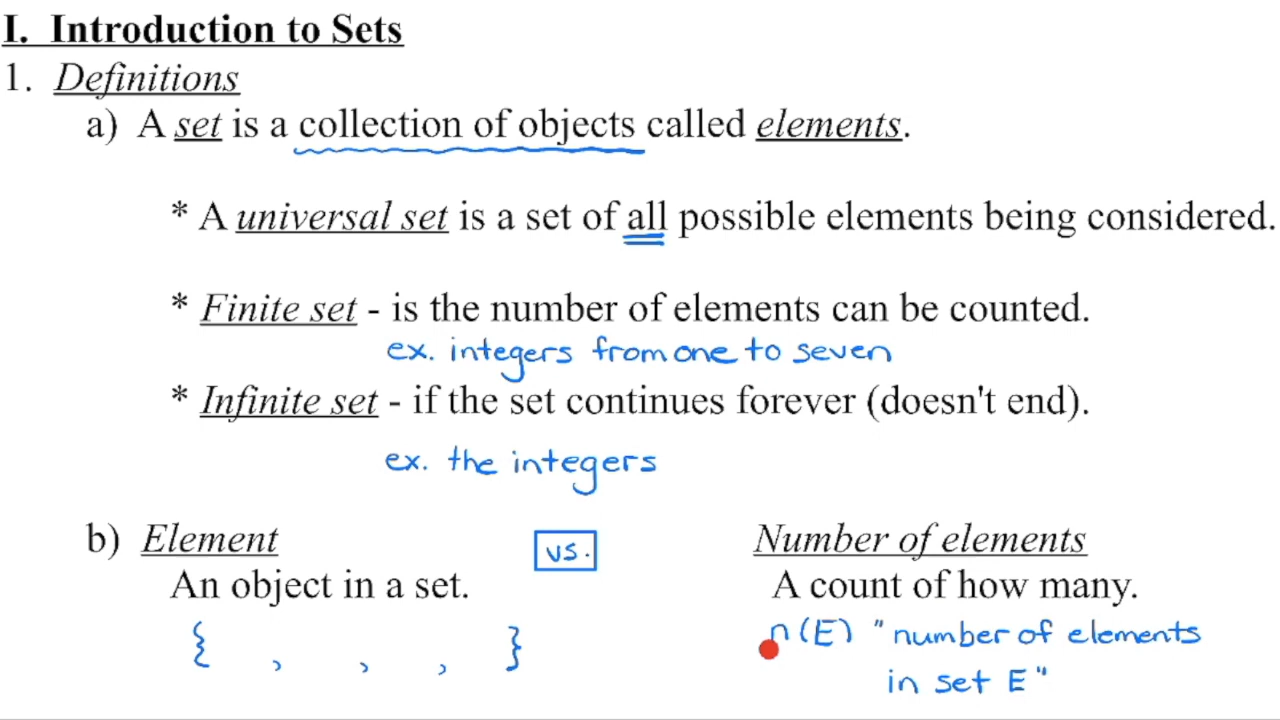 I. Introduction to Sets
1. Definitions
a) A set is a collection of objects called elements.
* A universal set is a set of all possible elements being considered.
* Finite set - is the number of elements can be counted.
ex. integers from one to seven
* Infinite set - if the set continues forever (doesn't end).
ex. the integers
b) Element vs. Number of elements
An object in a set. A count of how many.
{ , , , } n(E) "number of elements
in set E"